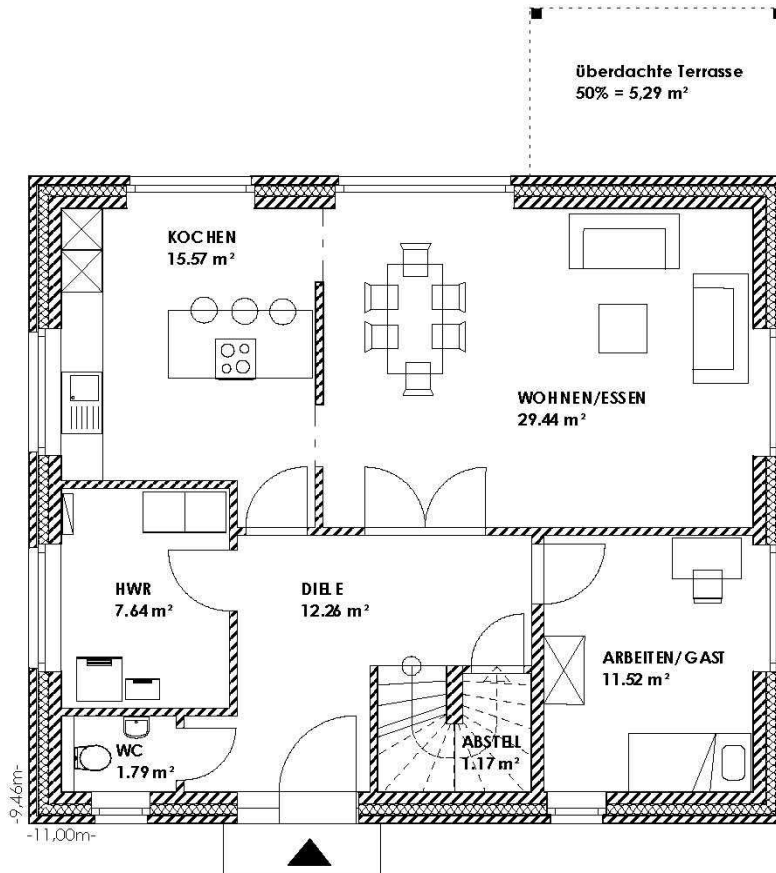 überdachte Terrasse
50% = 5,29 m²
KOCHEN
15.57 m²
WOHNEN/ESSEN
29.44 m²
HWR
7.64 m²
DIELE
12.26 m²
ARBEITEN/GAST
11.52 m²
WC
1.79 m²
ABSTELL
1.17 m²
-9,46m-
-11,00m-